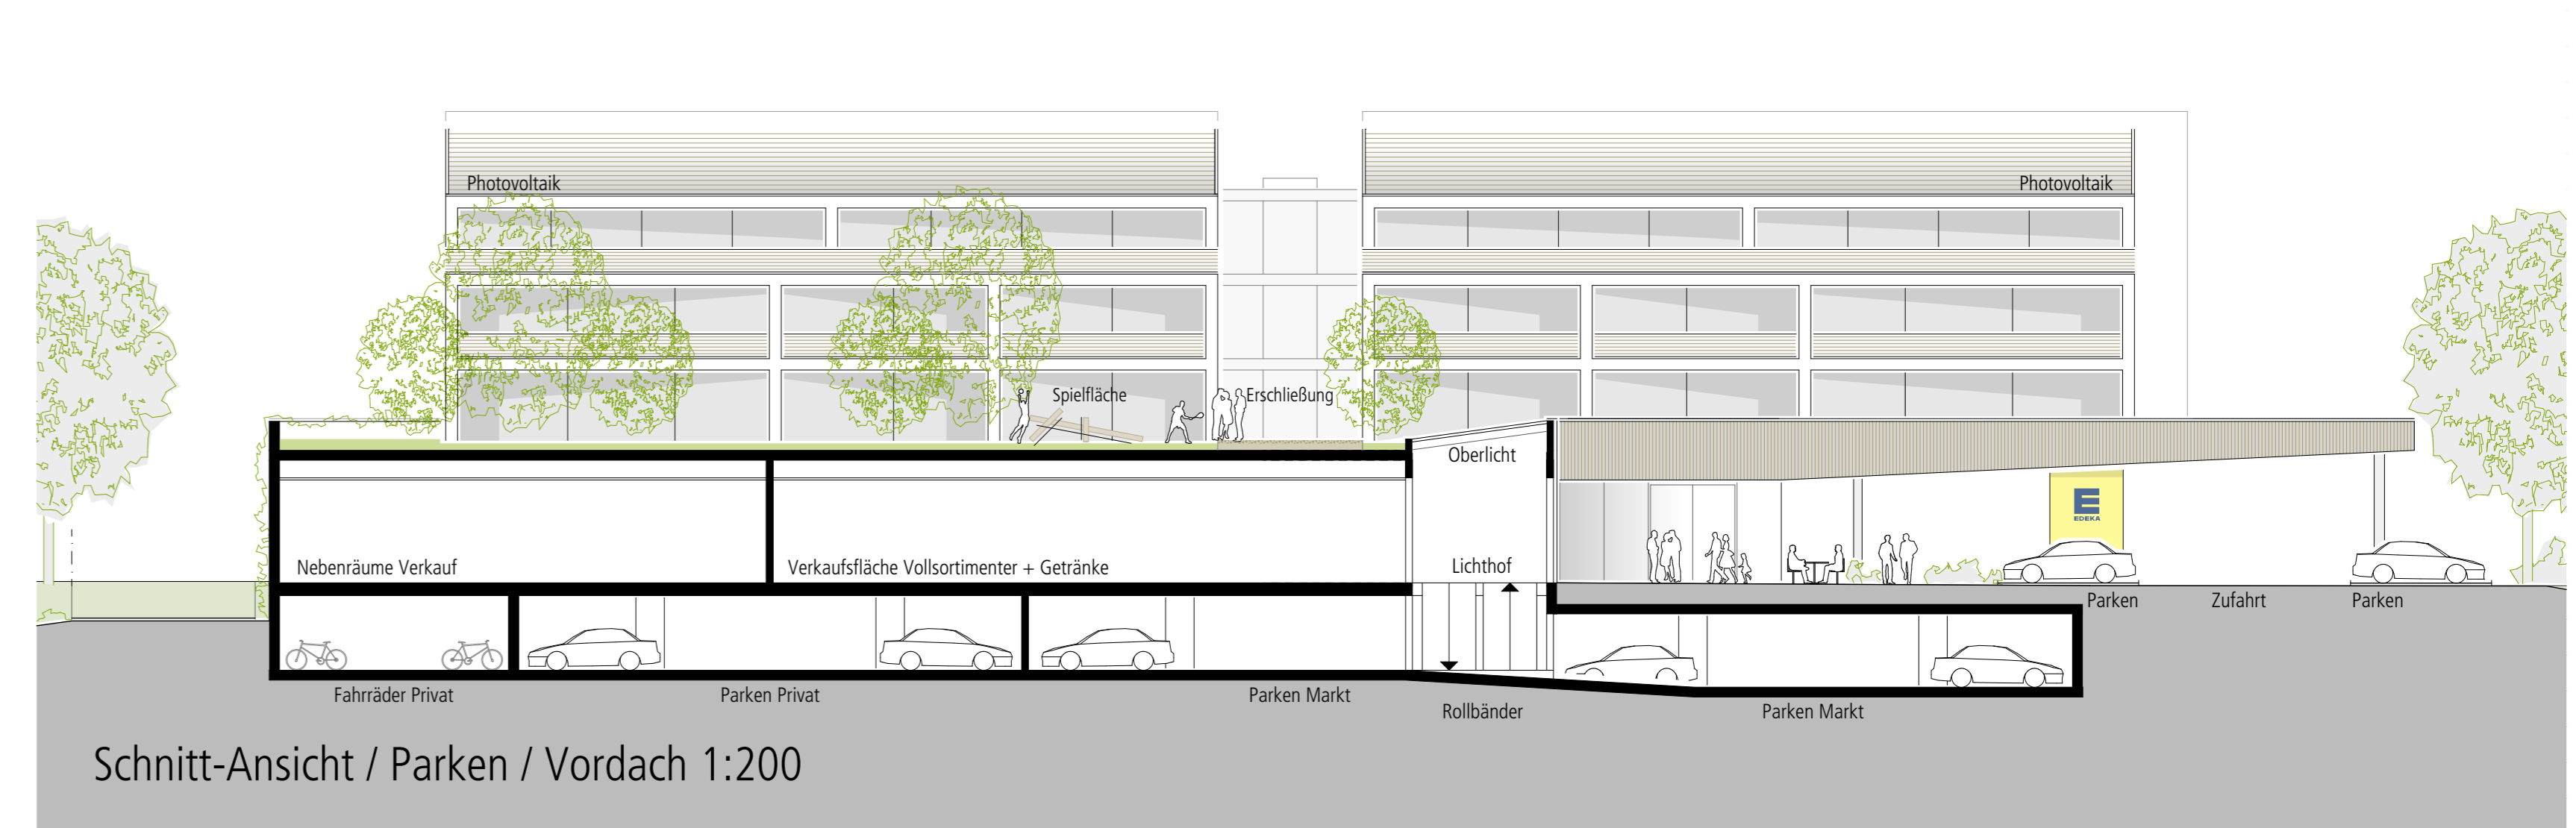 Photovoltaik
Photovoltaik
Spielfläche
Erschließung
Oberlicht
E
EDEKA
Nebenräume Verkauf
Verkaufsfläche Vollsortimenter + Getränke
Lichthof
Parken
Zufahrt
Parken
Fahrräder Privat
Parken Privat
Parken Markt
Rollbänder
Parken Markt
Schnitt-Ansicht / Parken / Vordach 1:200